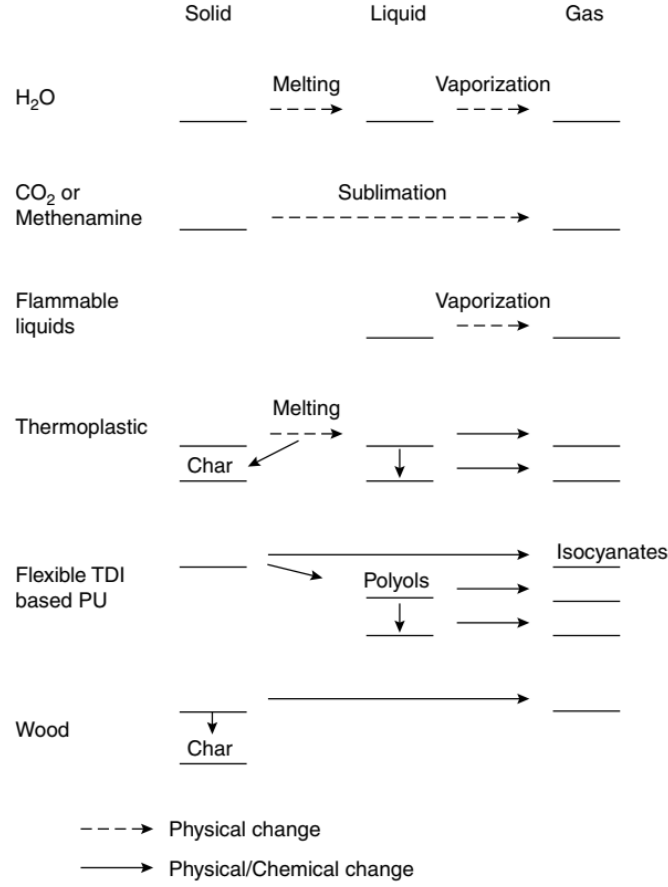 Solid Liquid Gas
H₂O Melting Vaporization
CO₂ or
Methenamine
Sublimation
Flammable
liquids
Vaporization
Thermoplastic
Melting
Char
Flexible TDI
based PU
Isocyanates
Polyols
Wood
Char
Physical change
Physical/Chemical change